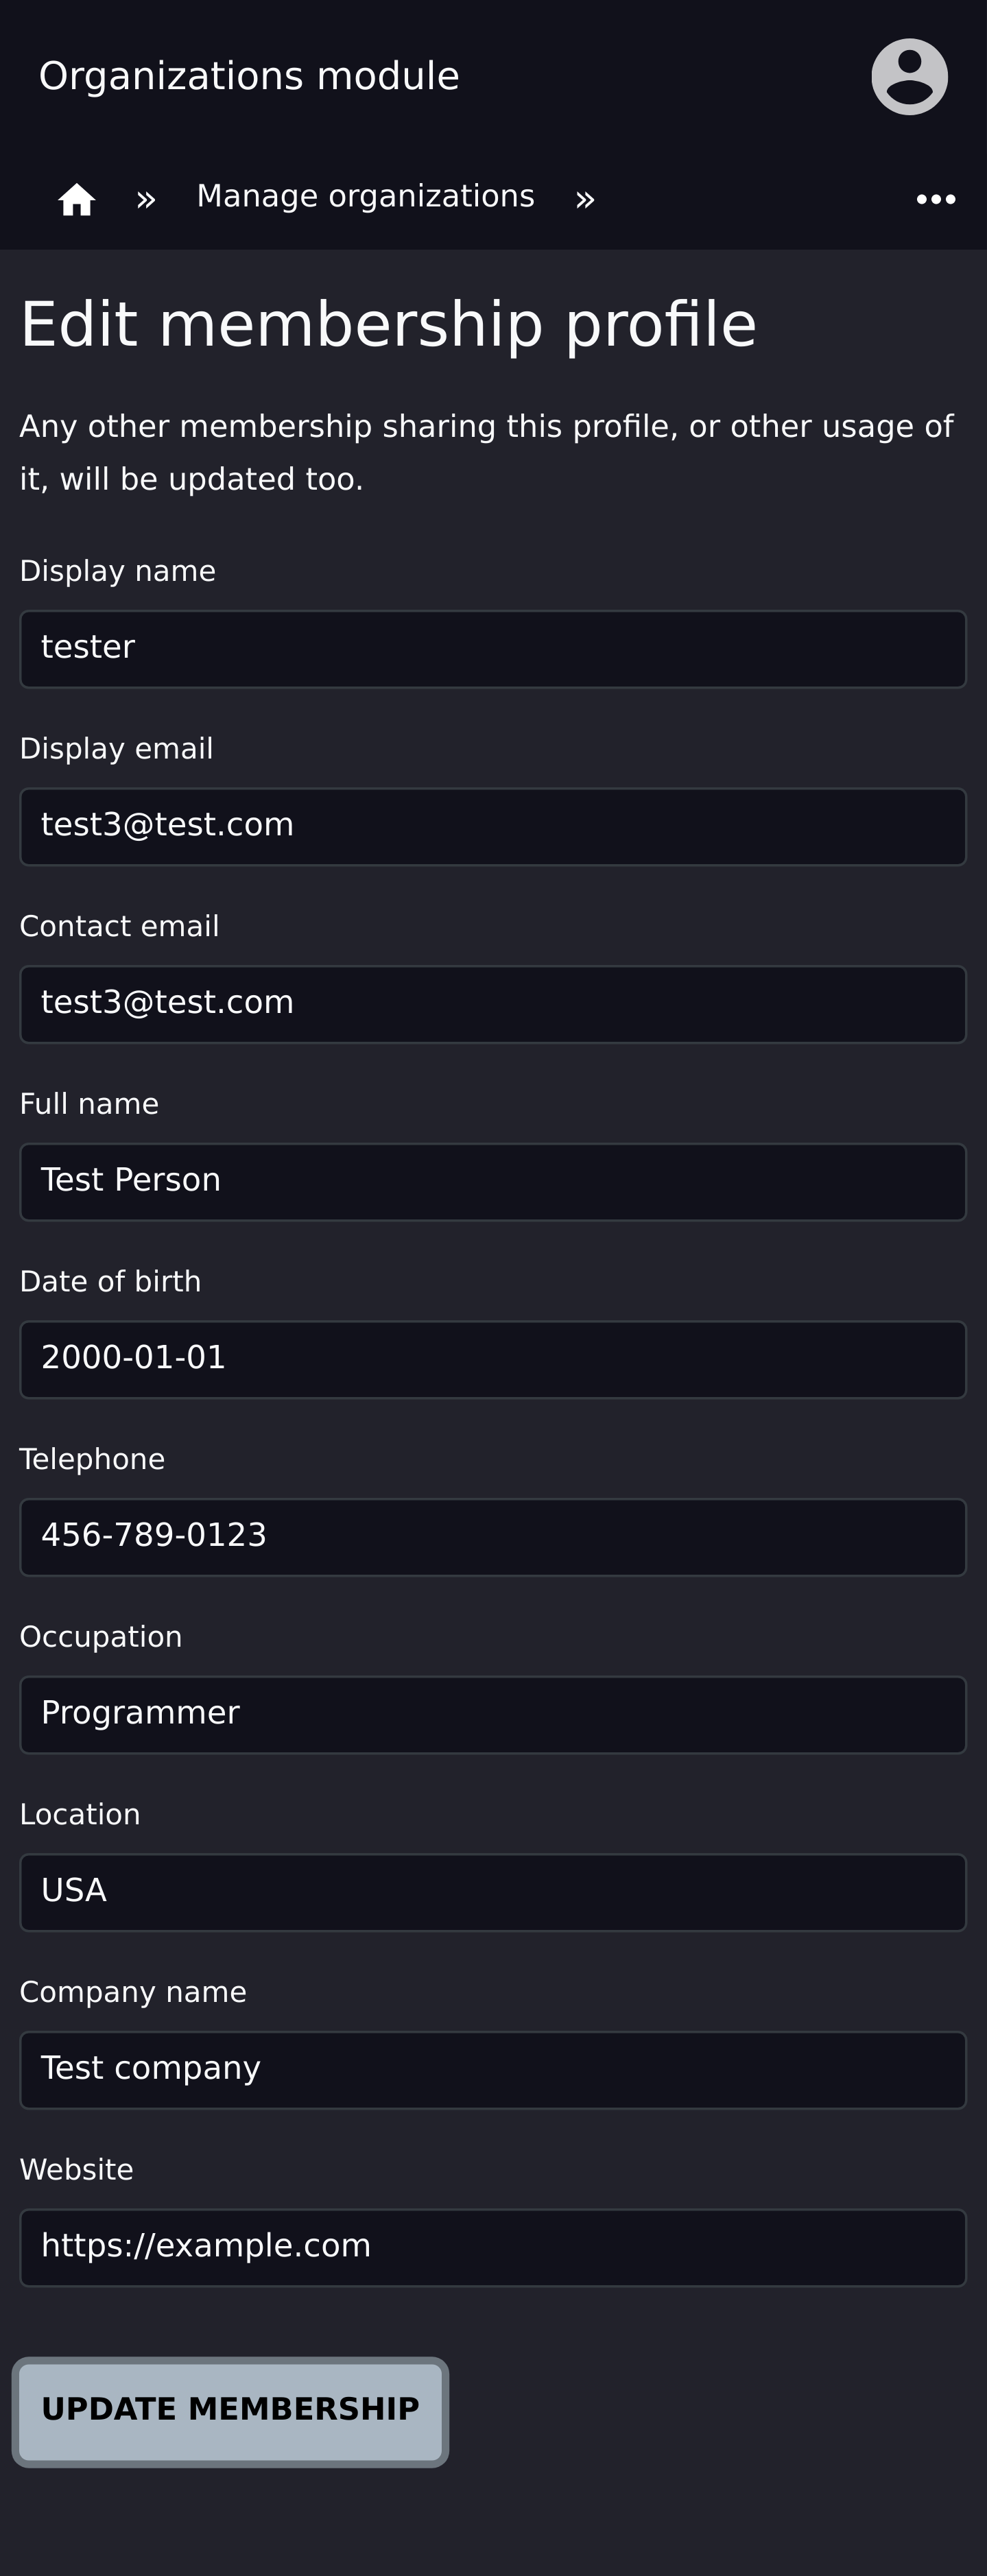 Organizations module
» Manage organizations » •••
Edit membership profile
Any other membership sharing this profile, or other usage of
it, will be updated too.
Display name
tester
Display email
test3@test.com
Contact email
test3@test.com
Full name
Test Person
Date of birth
2000-01-01
Telephone
456-789-0123
Occupation
Programmer
Location
USA
Company name
Test company
Website
https://example.com
UPDATE MEMBERSHIP